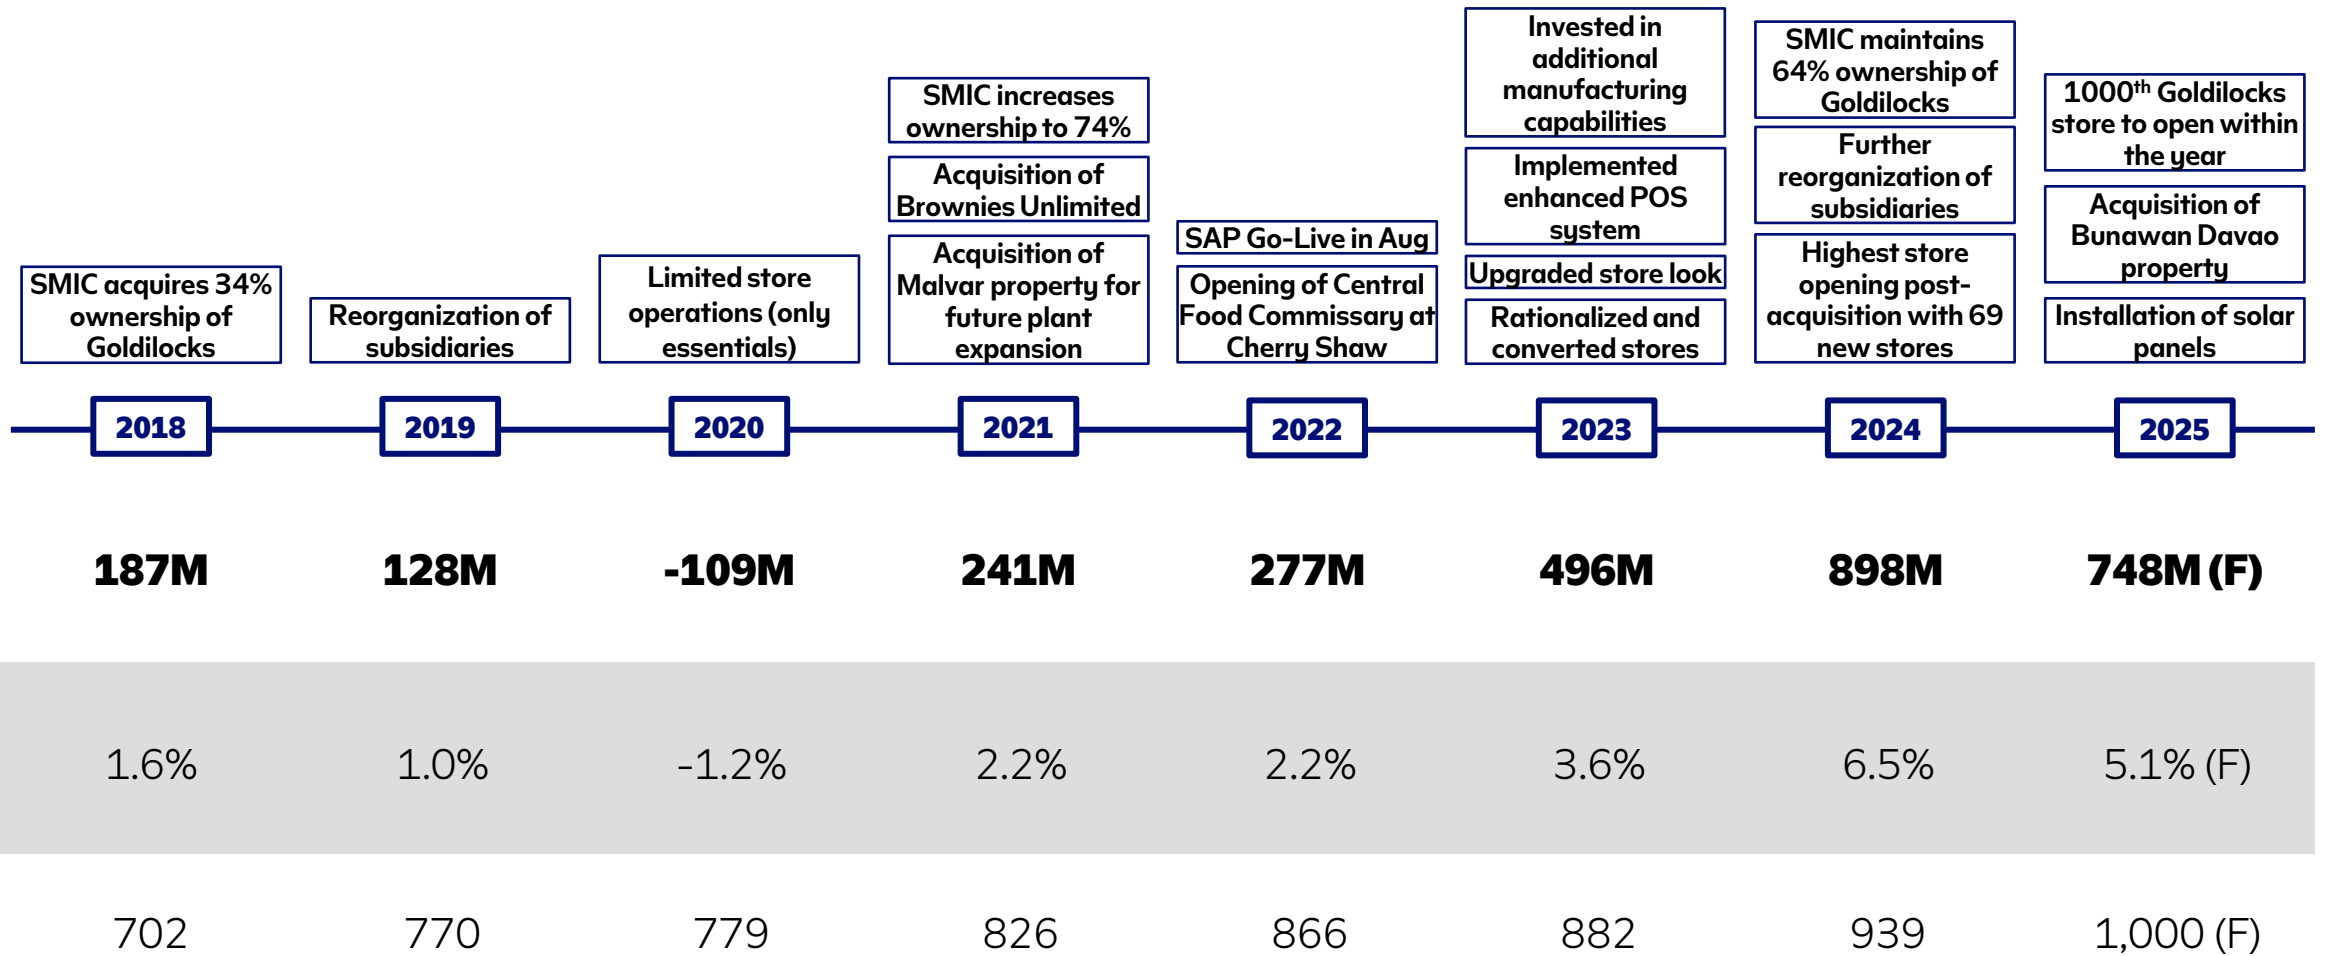 SMIC acquires 34%
ownership of
Goldilocks
Reorganization of
subsidiaries
Limited store
operations (only
essentials)
SMIC increases
ownership to 74%
Acquisition of
Brownies Unlimited
Acquisition of
Malvar property for
future plant
expansion
SAP Go-Live in Aug
Opening of Central
Food Commissary at
Cherry Shaw
Invested in
additional
manufacturing
capabilities
Implemented
enhanced POS
system
Upgraded store look
Rationalized and
converted stores
SMIC maintains
64% ownership of
Goldilocks
Further
reorganization of
subsidiaries
Highest store
opening post-
acquisition with 69
new stores
1000th Goldilocks
store to open within
the year
Acquisition of
Bunawan Davao
property
Installation of solar
panels
2018 2019 2020 2021 2022 2023 2024 2025
187M 128M -109M 241M 277M 496M 898M 748M (F)
1.6% 1.0% -1.2% 2.2% 2.2% 3.6% 6.5% 5.1% (F)
702 770 779 826 866 882 939 1,000 (F)